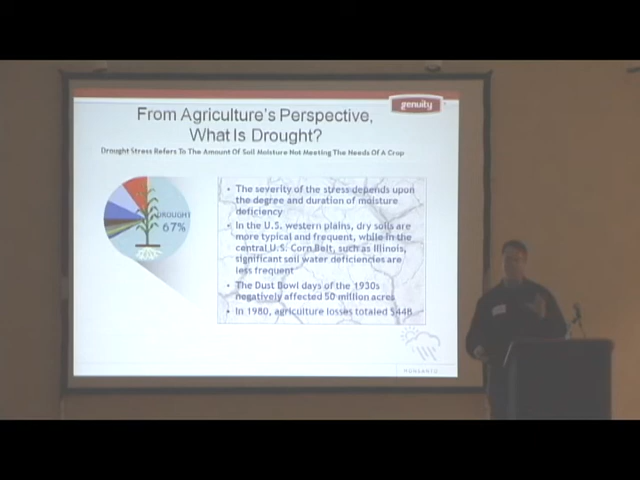 genuity
From Agriculture's Perspective,
What Is Drought?
Drought Stress Refers To The Amount Of Soil Moisture Not Meeting The Needs Of A Crop
DROUGHT
67%
• The severity of the stress depends upon
the degree and duration of moisture
deficiency
• In the U.S. western plains, dry soils are
more typical and frequent, while in the
central U.S. Corn Belt, such as Illinois,
significant soil water deficiencies are
less frequent
• The Dust Bowl days of the 1930s
negatively affected 50 million acres
• In 1980, agriculture losses totaled $44B
MONSANTO